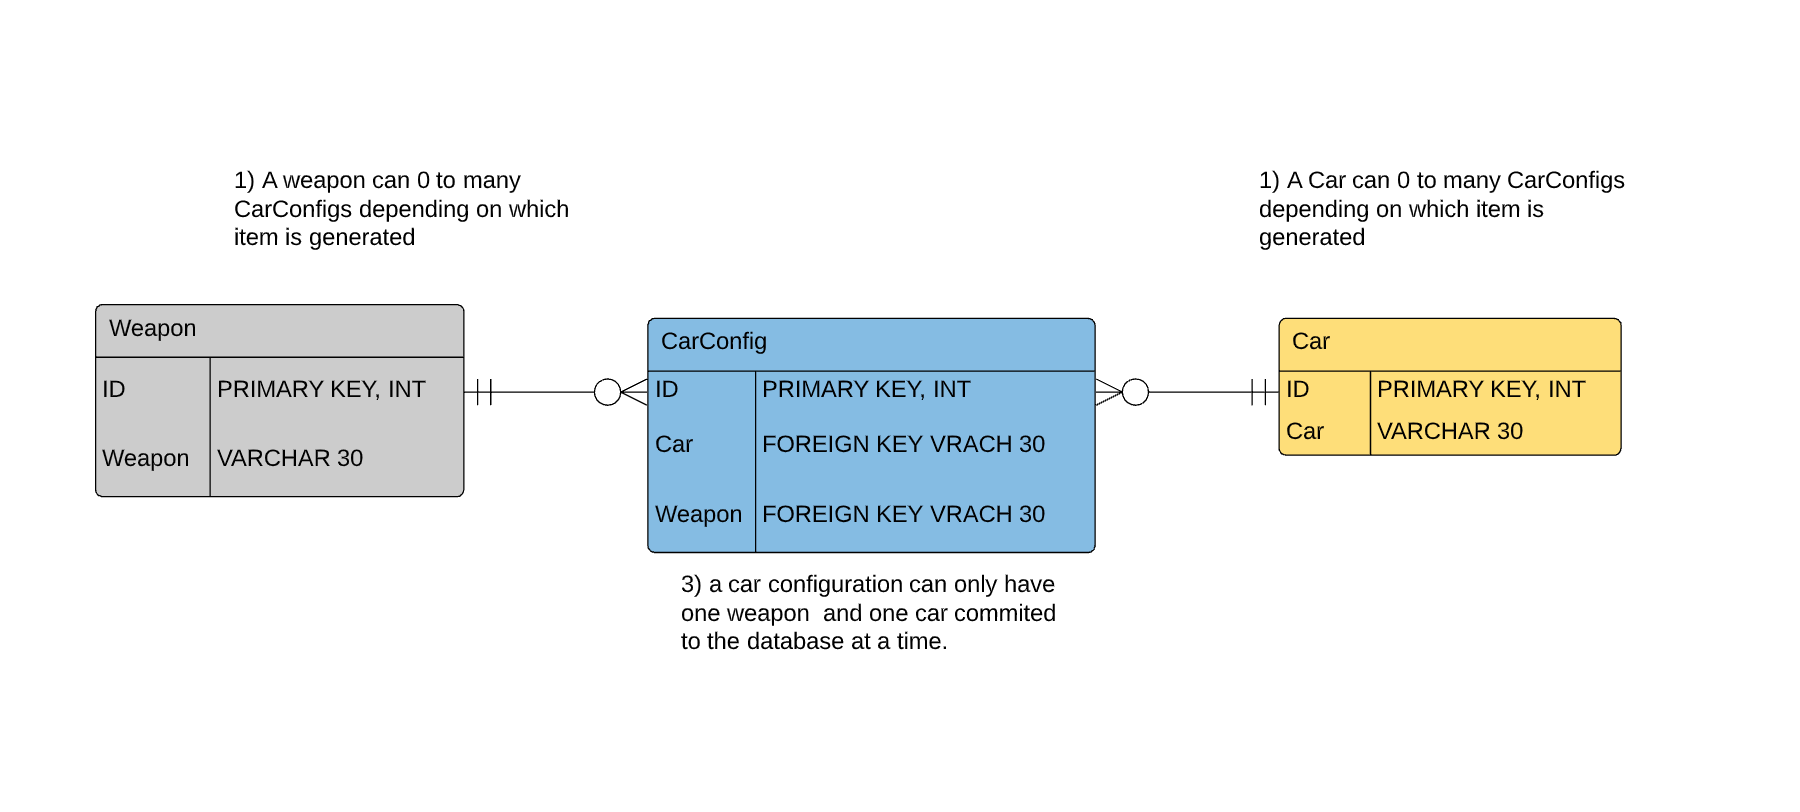 1) A weapon can 0 to many
CarConfigs depending on which
item is generated
1) A Car can 0 to many CarConfigs
depending on which item is
generated
Weapon
ID PRIMARY KEY, INT
Weapon VARCHAR 30
CarConfig
ID PRIMARY KEY, INT
Car FOREIGN KEY VRACH 30
Weapon FOREIGN KEY VRACH 30
Car
ID PRIMARY KEY, INT
Car VARCHAR 30
3) a car configuration can only have
one weapon  and one car commited
to the database at a time.